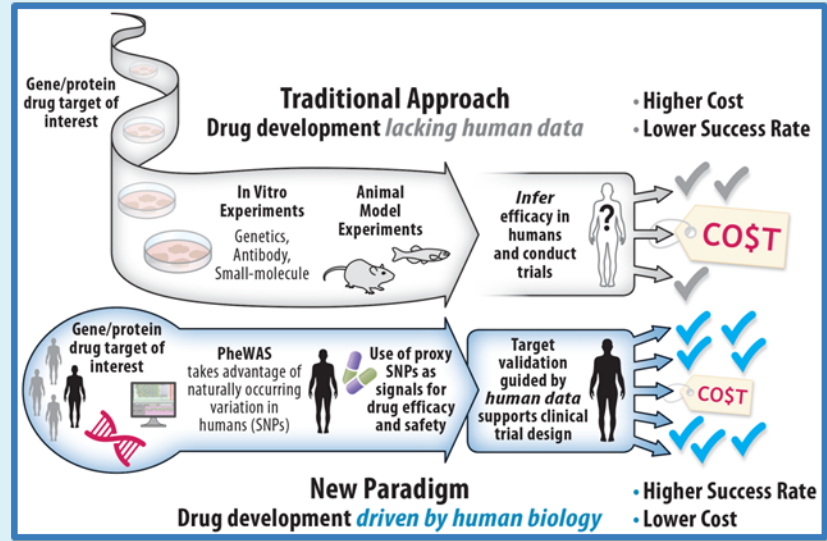 Gene/protein
drug target of
interest
Traditional Approach
Drug development lacking human data
• Higher Cost
• Lower Success Rate
In Vitro
Experiments
Genetics,
Antibody,
Small-molecule
Animal
Model
Experiments
Infer
efficacy in
humans
and conduct
trials
?
CO$T
Gene/protein
drug target of
interest
PheWAS
takes advantage of
naturally occurring
variation in
humans (SNPs)
Use of proxy
SNPs as
signals for
drug efficacy
and safety
Target
validation
guided by
human data
supports clinical
trial design
CO$T
New Paradigm
Drug development driven by human biology
• Higher Success Rate
• Lower Cost